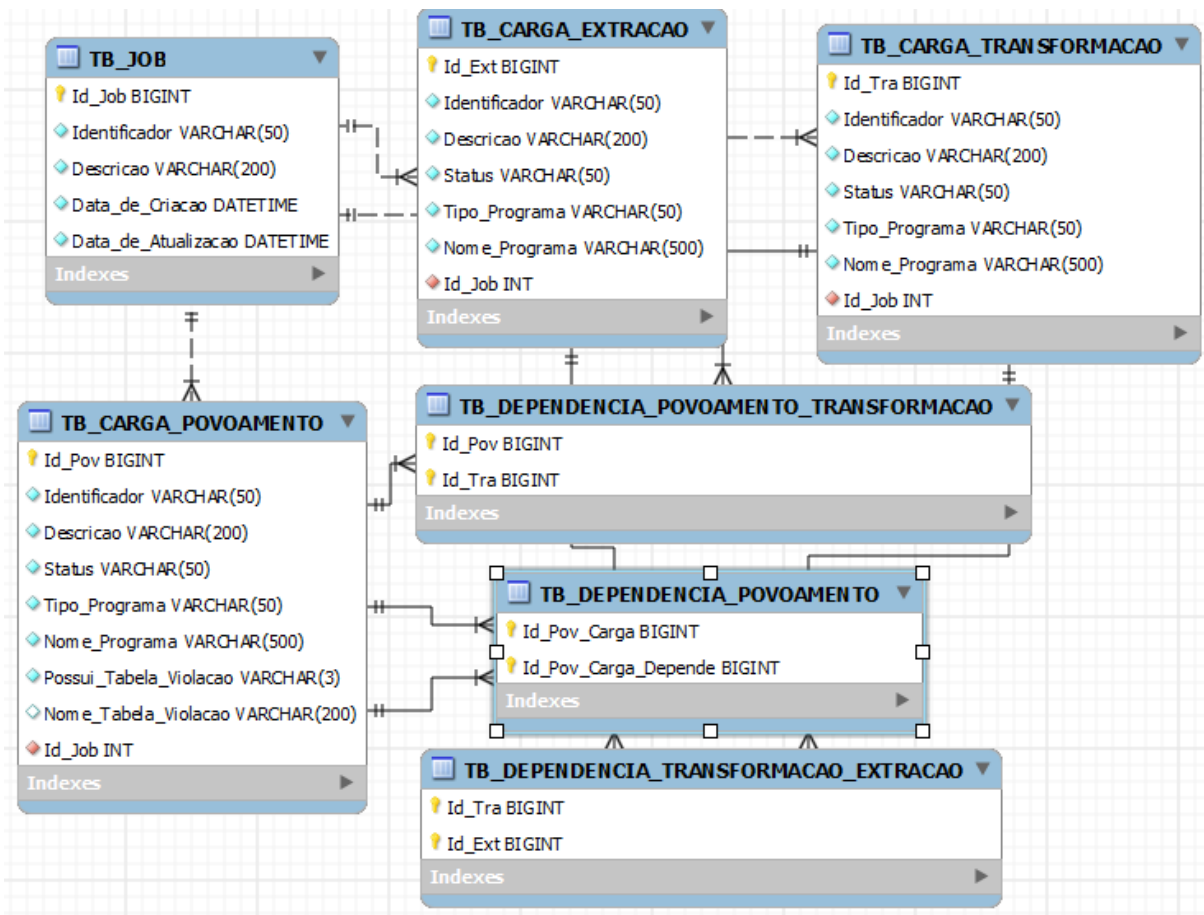 TB_JOB
Id_Job BIGINT
Identificador VARCHAR(50)
Descricao VARCHAR(200)
Data_de_Criacao DATETIME
Data_de_Atualizacao DATETIME
Indexes
TB_CARGA_EXTRACAO
Id_Ext BIGINT
Identificador VARCHAR(50)
Descricao VARCHAR(200)
Status VARCHAR(50)
Tipo_Programa VARCHAR(50)
Nome_Programa VARCHAR(500)
Id_Job INT
Indexes
TB_CARGA_TRANSFORMACAO
Id_Tra BIGINT
Identificador VARCHAR(50)
Descricao VARCHAR(200)
Status VARCHAR(50)
Tipo_Programa VARCHAR(50)
Nome_Programa VARCHAR(500)
Id_Job INT
Indexes
TB_CARGA_POVOAMENTO
Id_Pov BIGINT
Identificador VARCHAR(50)
Descricao VARCHAR(200)
Status VARCHAR(50)
Tipo_Programa VARCHAR(50)
Nome_Programa VARCHAR(500)
Possui_Tabela_Violacao VARCHAR(3)
Nome_Tabela_Violacao VARCHAR(200)
Id_Job INT
Indexes
TB_DEPENDENCIA_POVOAMENTO_TRANSFORMACAO
Id_Pov BIGINT
Id_Tra BIGINT
Indexes
TB_DEPENDENCIA_POVOAMENTO
Id_Pov_Carga BIGINT
Id_Pov_Carga_Depende BIGINT
Indexes
TB_DEPENDENCIA_TRANSFORMACAO_EXTRACAO
Id_Tra BIGINT
Id_Ext BIGINT
Indexes